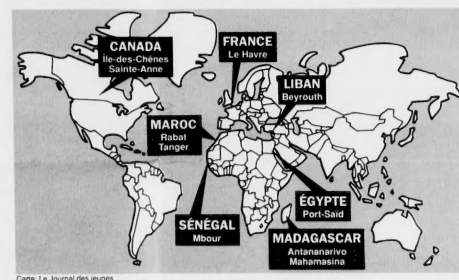 CANADA
Île-des-Chênes
Sainte-Anne
FRANCE
Le Havre
LIBAN
Beyrouth
MAROC
Rabat
Tanger
ÉGYPTE
Port-Saïd
SÉNÉGAL
Mbour
MADAGASCAR
Antananarivo
Mahamasina
Carte: Le Journal des jeunes